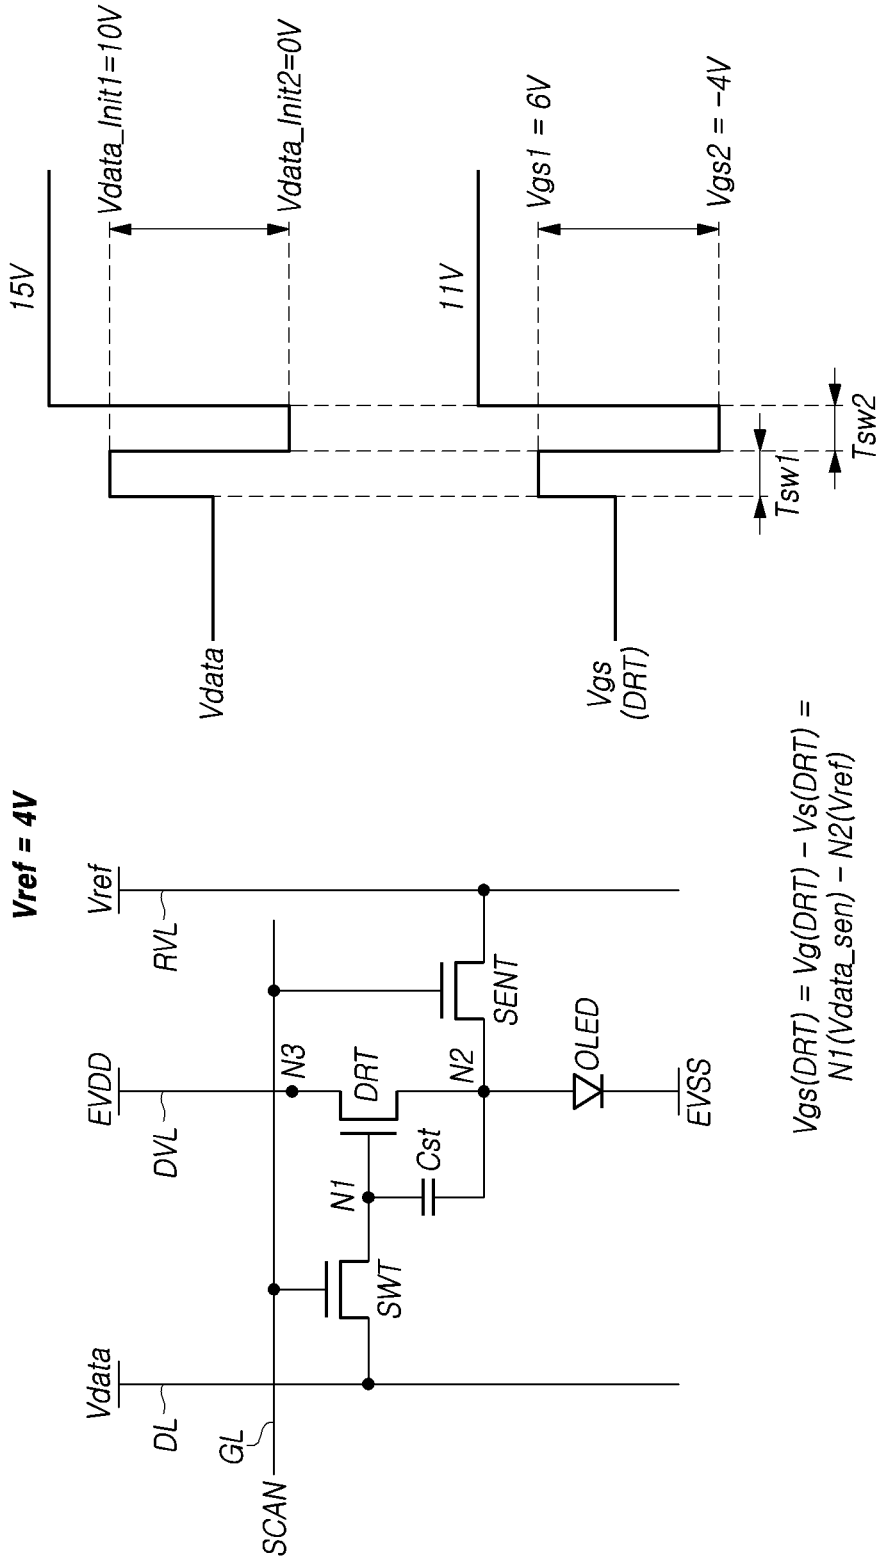 Vref = 4V
Vdata
EVDD
Vref
DL
DVL
RVL
GL
SCAN
N3
N1
DRT
SWT
Cst
N2
SENT
OLED
EVSS
Vgs(DRT) = Vg(DRT) − Vs(DRT) =
N1(Vdata_sen) − N2(Vref)
15V
Vdata_Init1=10V
Vdata
Vdata_Init2=0V
11V
Vgs1 = 6V
Vgs
(DRT)
Vgs2 = −4V
Tsw1
Tsw2